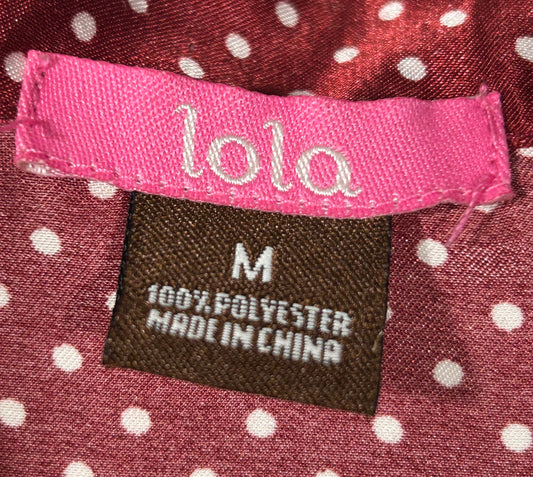 lola
M
100% POLYESTER
MADE IN CHINA